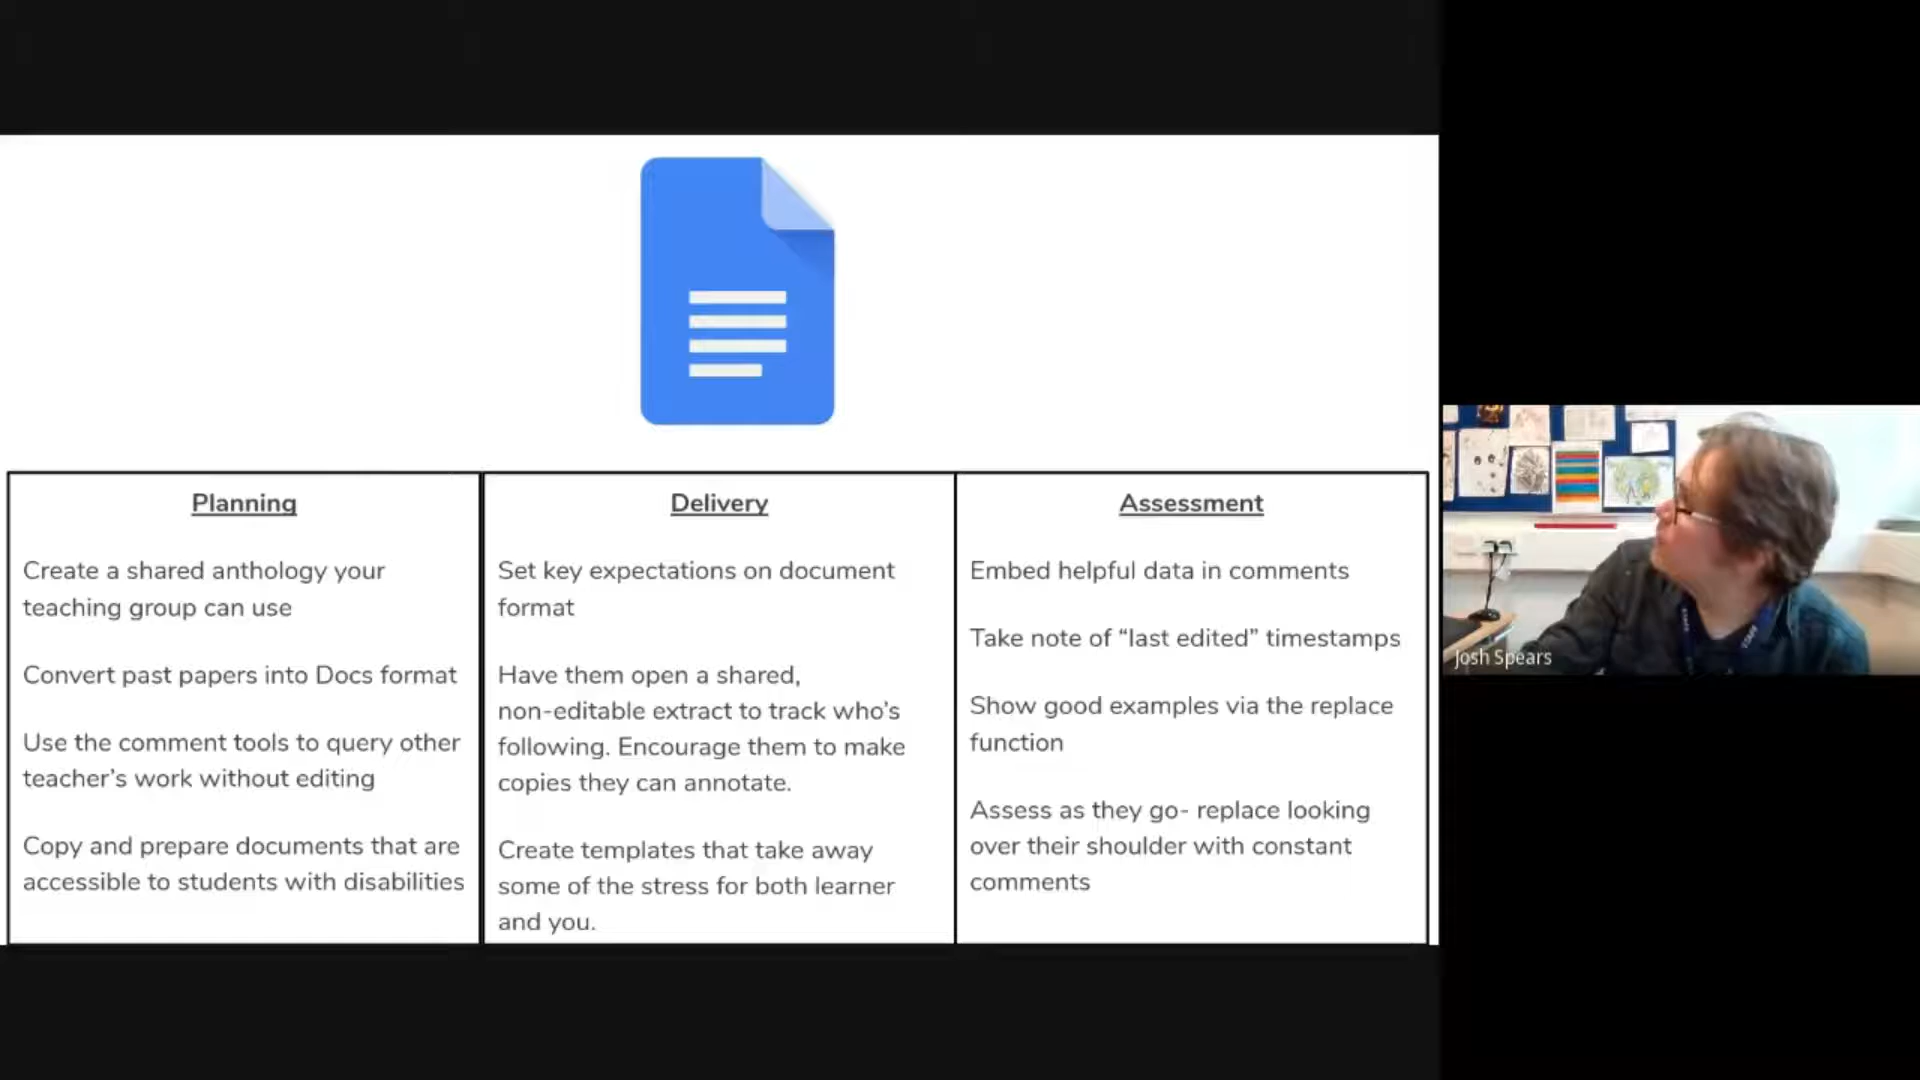 Planning
Create a shared anthology your
teaching group can use
Convert past papers into Docs format
Use the comment tools to query other
teacher's work without editing
Copy and prepare documents that are
accessible to students with disabilities
Delivery
Set key expectations on document
format
Have them open a shared,
non-editable extract to track who's
following. Encourage them to make
copies they can annotate.
Create templates that take away
some of the stress for both learner
and you.
Assessment
Embed helpful data in comments
Take note of “last edited” timestamps
Show good examples via the replace
function
Assess as they go- replace looking
over their shoulder with constant
comments
Josh Spears